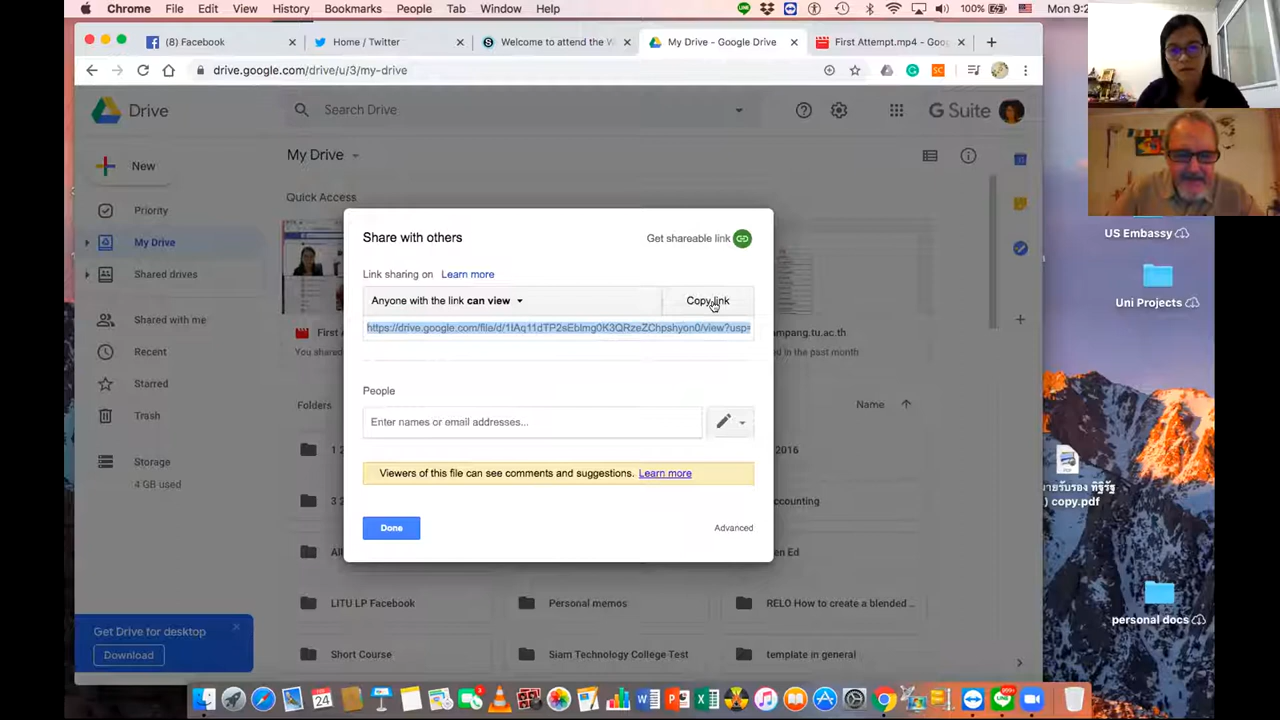 Chrome File Edit View History Bookmarks People Tab Window Help 100% Mon 9:2
(8) Facebook
Home / Twitter
Welcome to attend the W
My Drive - Google Drive
First Attempt.mp4 - Goo
drive.google.com/drive/u/3/my-drive
Drive
Search Drive
G Suite
New
My Drive
Quick Access
Priority
My Drive
Shared drives
Shared with me
Recent
Starred
Trash
Storage
4 GB used
Share with others
Get shareable link
Link sharing on Learn more
Anyone with the link can view
Copy link
People
Enter names or email addresses...
Viewers of this file can see comments and suggestions. Learn more
Done
Advanced
First
You shared
ampang.tu.ac.th
d in the past month
Folders
Name
2016
ccounting
en Ed
LITU LP Facebook
Personal memos
RELO How to create a blended ...
Short Course
Siam Technology College Test
template in general
Get Drive for desktop
Download
US Embassy
Uni Projects
copy.pdf
personal docs